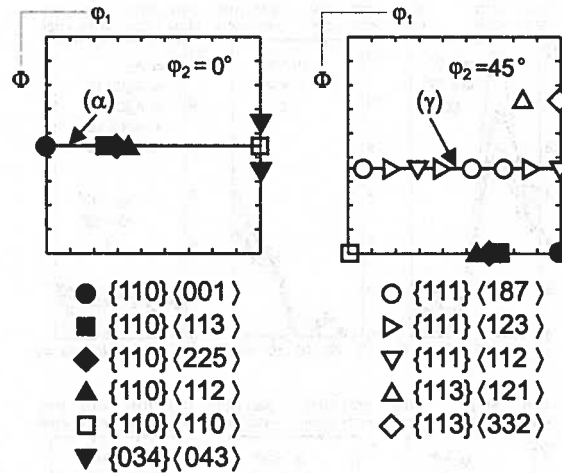 φ₁
Φ
φ₂ = 0°
(α)
φ₁
Φ
φ₂ = 45°
(γ)
{110}⟨001⟩
{110}⟨113⟩
{110}⟨225⟩
{110}⟨112⟩
{110}⟨110⟩
{034}⟨043⟩
{111}⟨187⟩
{111}⟨123⟩
{111}⟨112⟩
{113}⟨121⟩
{113}⟨332⟩